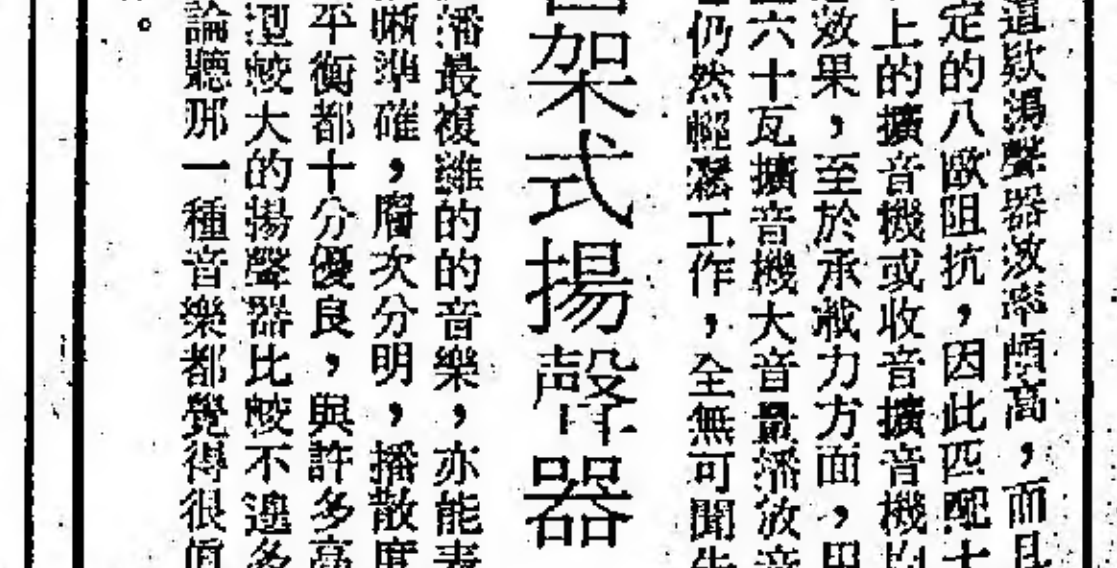 這款揚聲器效率頗高，而且
定的八歐阻抗，因此匹配十
上的擴音機或收音擴音機均
效果，至於承載力方面，用
六十瓦擴音機大音量播放音
仍然輕鬆工作，全無可聞失
架式揚聲器
播最複雜的的音樂，亦能表
晰準確，層次分明，播散度
平衡都十分優良，與許多高
型較大的揚聲器比較不遑多
論聽那一種音樂都覺得很
。